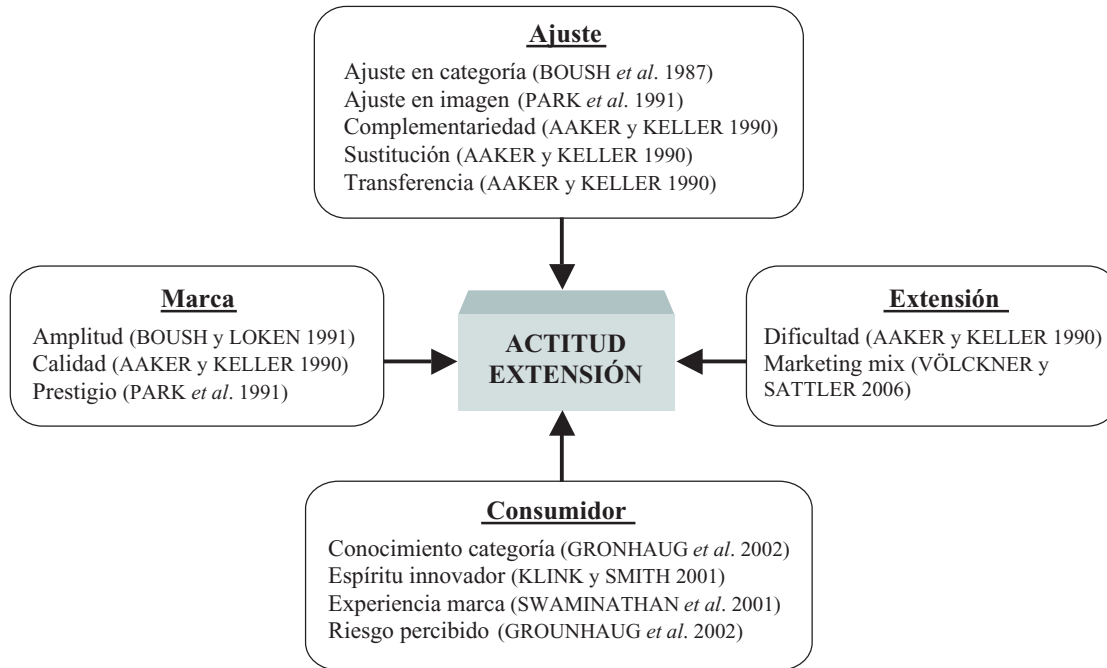 Ajuste
Ajuste en categoría (BOUSH et al. 1987)
Ajuste en imagen (PARK et al. 1991)
Complementariedad (AAKER y KELLER 1990)
Sustitución (AAKER y KELLER 1990)
Transferencia (AAKER y KELLER 1990)
Marca
Amplitud (BOUSH y LOKEN 1991)
Calidad (AAKER y KELLER 1990)
Prestigio (PARK et al. 1991)
ACTITUD
EXTENSIÓN
Extensión
Dificultad (AAKER y KELLER 1990)
Marketing mix (VÖLCKNER y
SATTLER 2006)
Consumidor
Conocimiento categoría (GRONHAUG et al. 2002)
Espíritu innovador (KLINK y SMITH 2001)
Experiencia marca (SWAMINATHAN et al. 2001)
Riesgo percibido (GROUNHAUG et al. 2002)